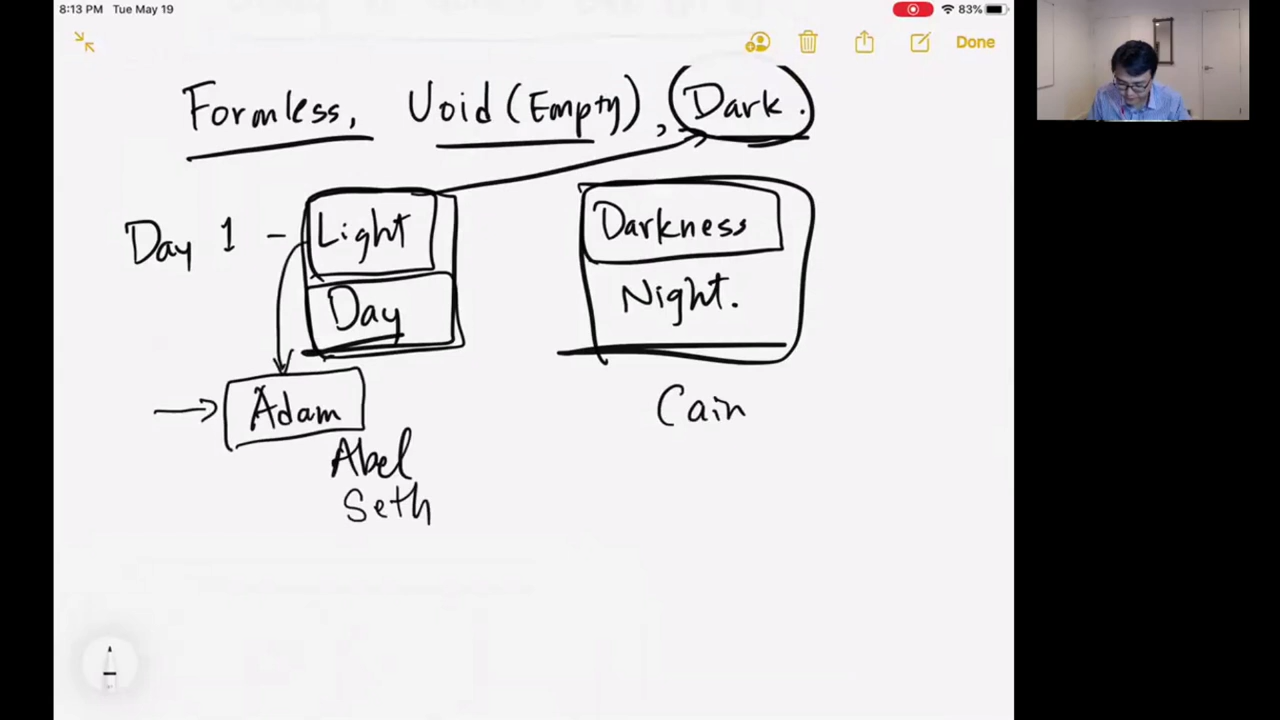 8:13 PM Tue May 19
83%
Done
Formless, Void (Empty), Dark.
Day 1 - Light Darkness
Day Night.
Adam Cain
Abel
Seth